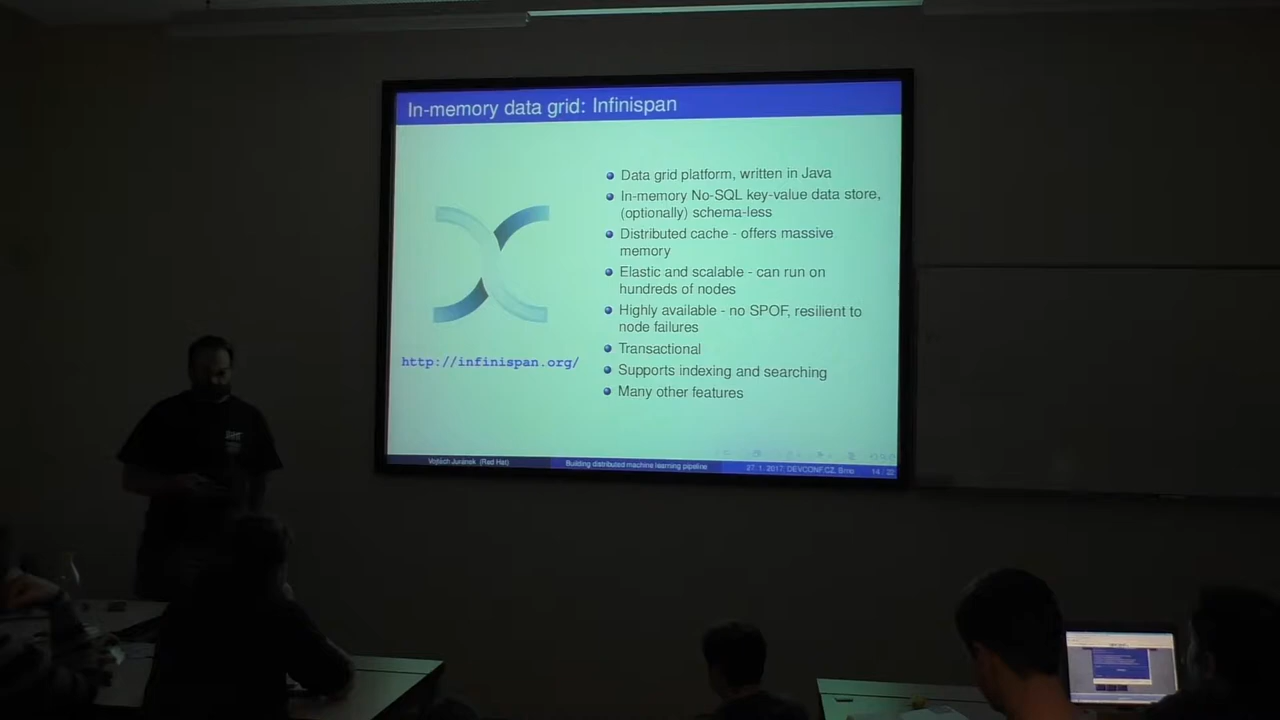 In-memory data grid: Infinispan
Data grid platform, written in Java
In-memory No-SQL key-value data store,
(optionally) schema-less
Distributed cache - offers massive
memory
Elastic and scalable - can run on
hundreds of nodes
Highly available - no SPOF, resilient to
node failures
Transactional
Supports indexing and searching
Many other features
http://infinispan.org/
Vojtěch Juránek (Red Hat)
Building distributed machine learning pipeline
27. 1. 2017, DEVCONF.CZ, Brno
14 / 22